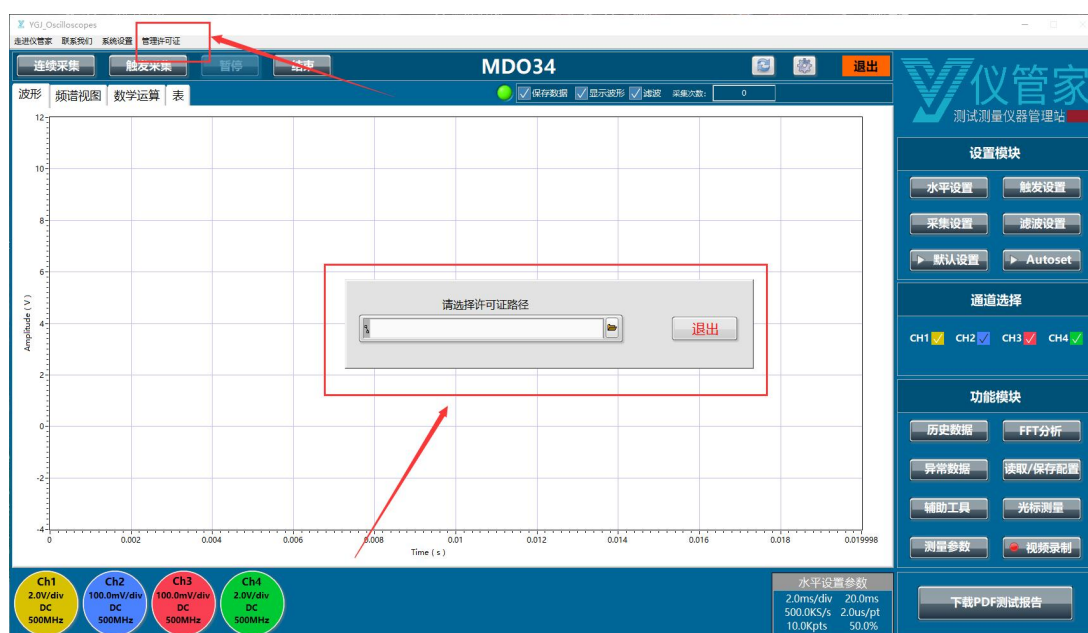 YGJ_Oscilloscopes
走进仪管家 联系我们 系统设置 管理许可证
连续采集 触发采集 暂停 结束 MDO34 退出
波形 频谱视图 数学运算 表 保存数据 显示波形 滤波 采集次数: 0
仪管家
测试测量仪器管理站
设置模块
水平设置 触发设置
采集设置 滤波设置
默认设置 Autoset
通道选择
CH1 CH2 CH3 CH4
功能模块
历史数据 FFT分析
异常数据 读取/保存配置
辅助工具 光标测量
测量参数 视频录制
下载PDF测试报告
请选择许可证路径
退出
Amplitude ( V )
12
10
8
6
4
2
0
-2
-4
0 0.002 0.004 0.006 0.008 0.01 0.012 0.014 0.016 0.018 0.019998
Time ( s )
Ch1
2.0V/div
DC
500MHz
Ch2
100.0mV/div
DC
500MHz
Ch3
100.0mV/div
DC
500MHz
Ch4
2.0V/div
DC
500MHz
水平设置参数
2.0ms/div 20.0ms
500.0KS/s 2.0us/pt
10.0Kpts 50.0%